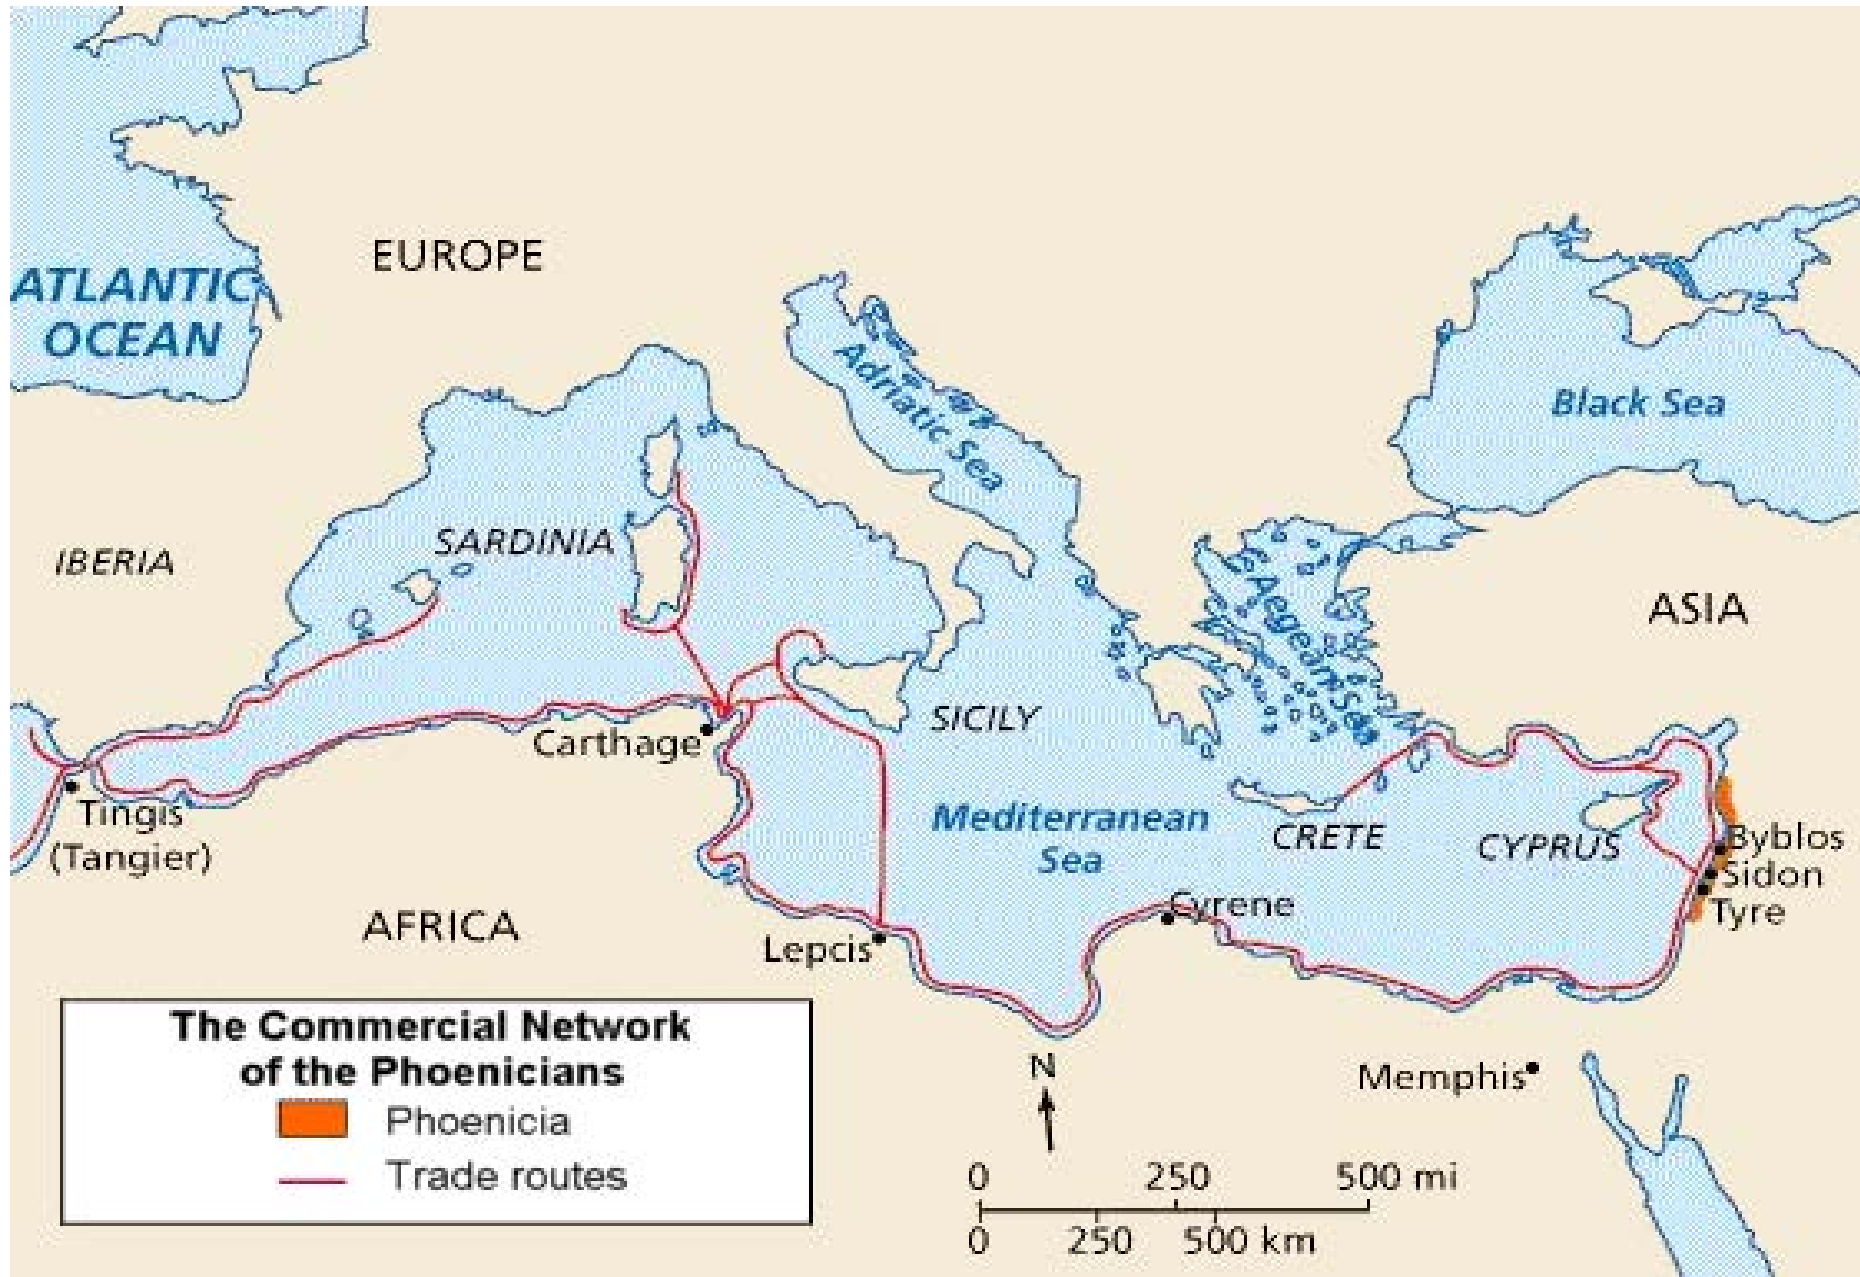 EUROPE
ATLANTIC
OCEAN
Adriatic Sea
Black Sea
SARDINIA
IBERIA
Aegean Sea
ASIA
SICILY
Carthage
Tingis
(Tangier)
Mediterranean
Sea
CRETE
CYPRUS
Byblos
Sidon
Tyre
Cyrene
AFRICA
Lepcis
The Commercial Network
of the Phoenicians
Phoenicia
Trade routes
N
Memphis
0 250 500 mi
0 250 500 km